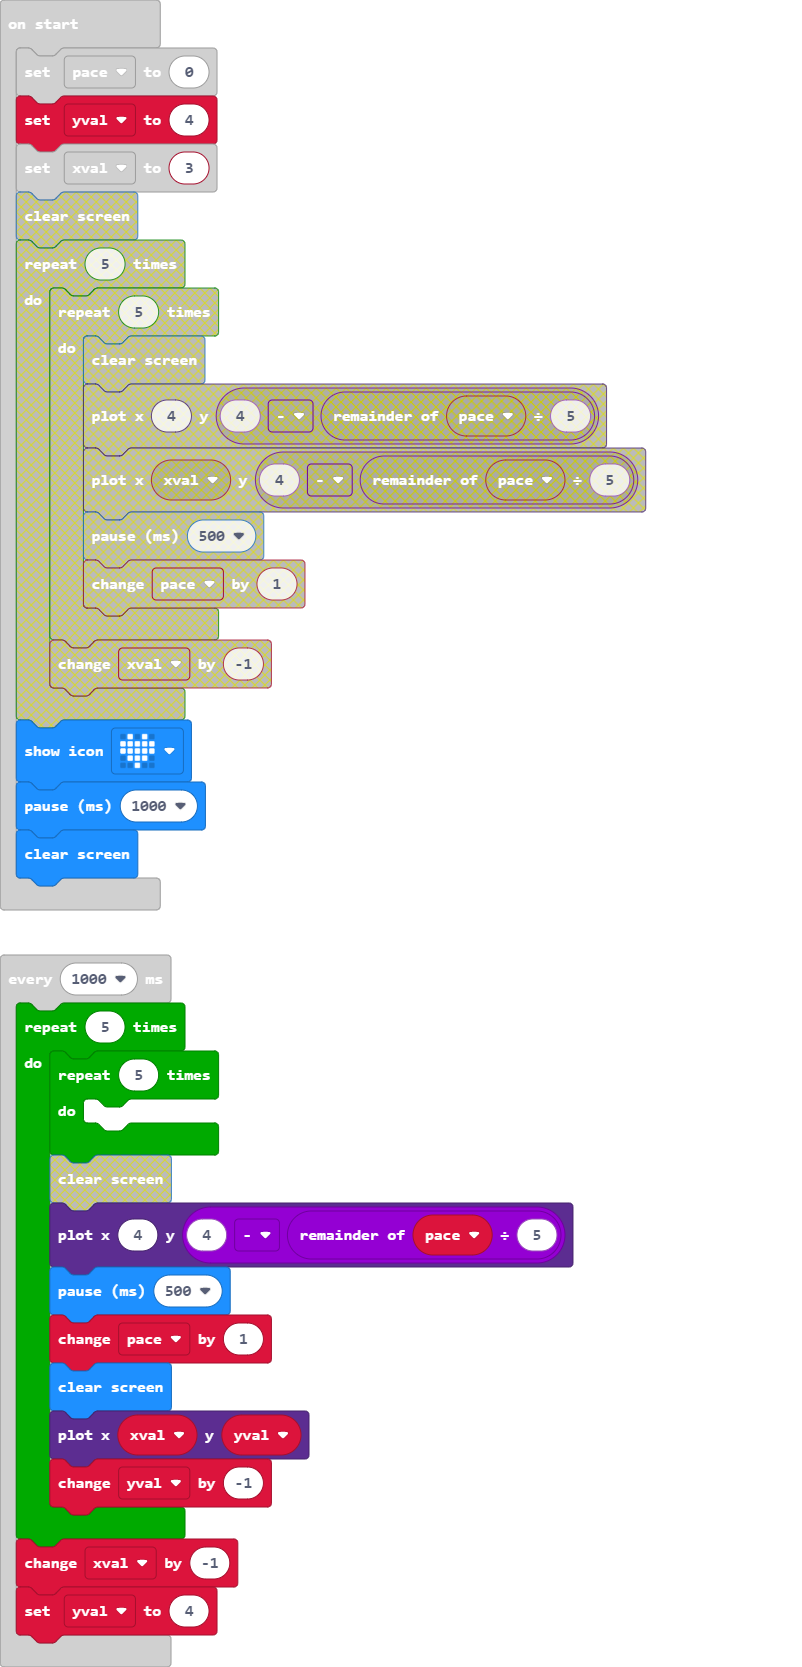 on start
set pace to 0
set yval to 4
set xval to 3
clear screen
repeat 5 times
do
repeat 5 times
do
clear screen
plot x 4 y 4 - remainder of pace ÷ 5
plot x xval y 4 - remainder of pace ÷ 5
pause (ms) 500
change pace by 1
change xval by -1
show icon
pause (ms) 1000
clear screen
every 1000 ms
repeat 5 times
do
repeat 5 times
do
clear screen
plot x 4 y 4 - remainder of pace ÷ 5
pause (ms) 500
change pace by 1
clear screen
plot x xval y yval
change yval by -1
change xval by -1
set yval to 4